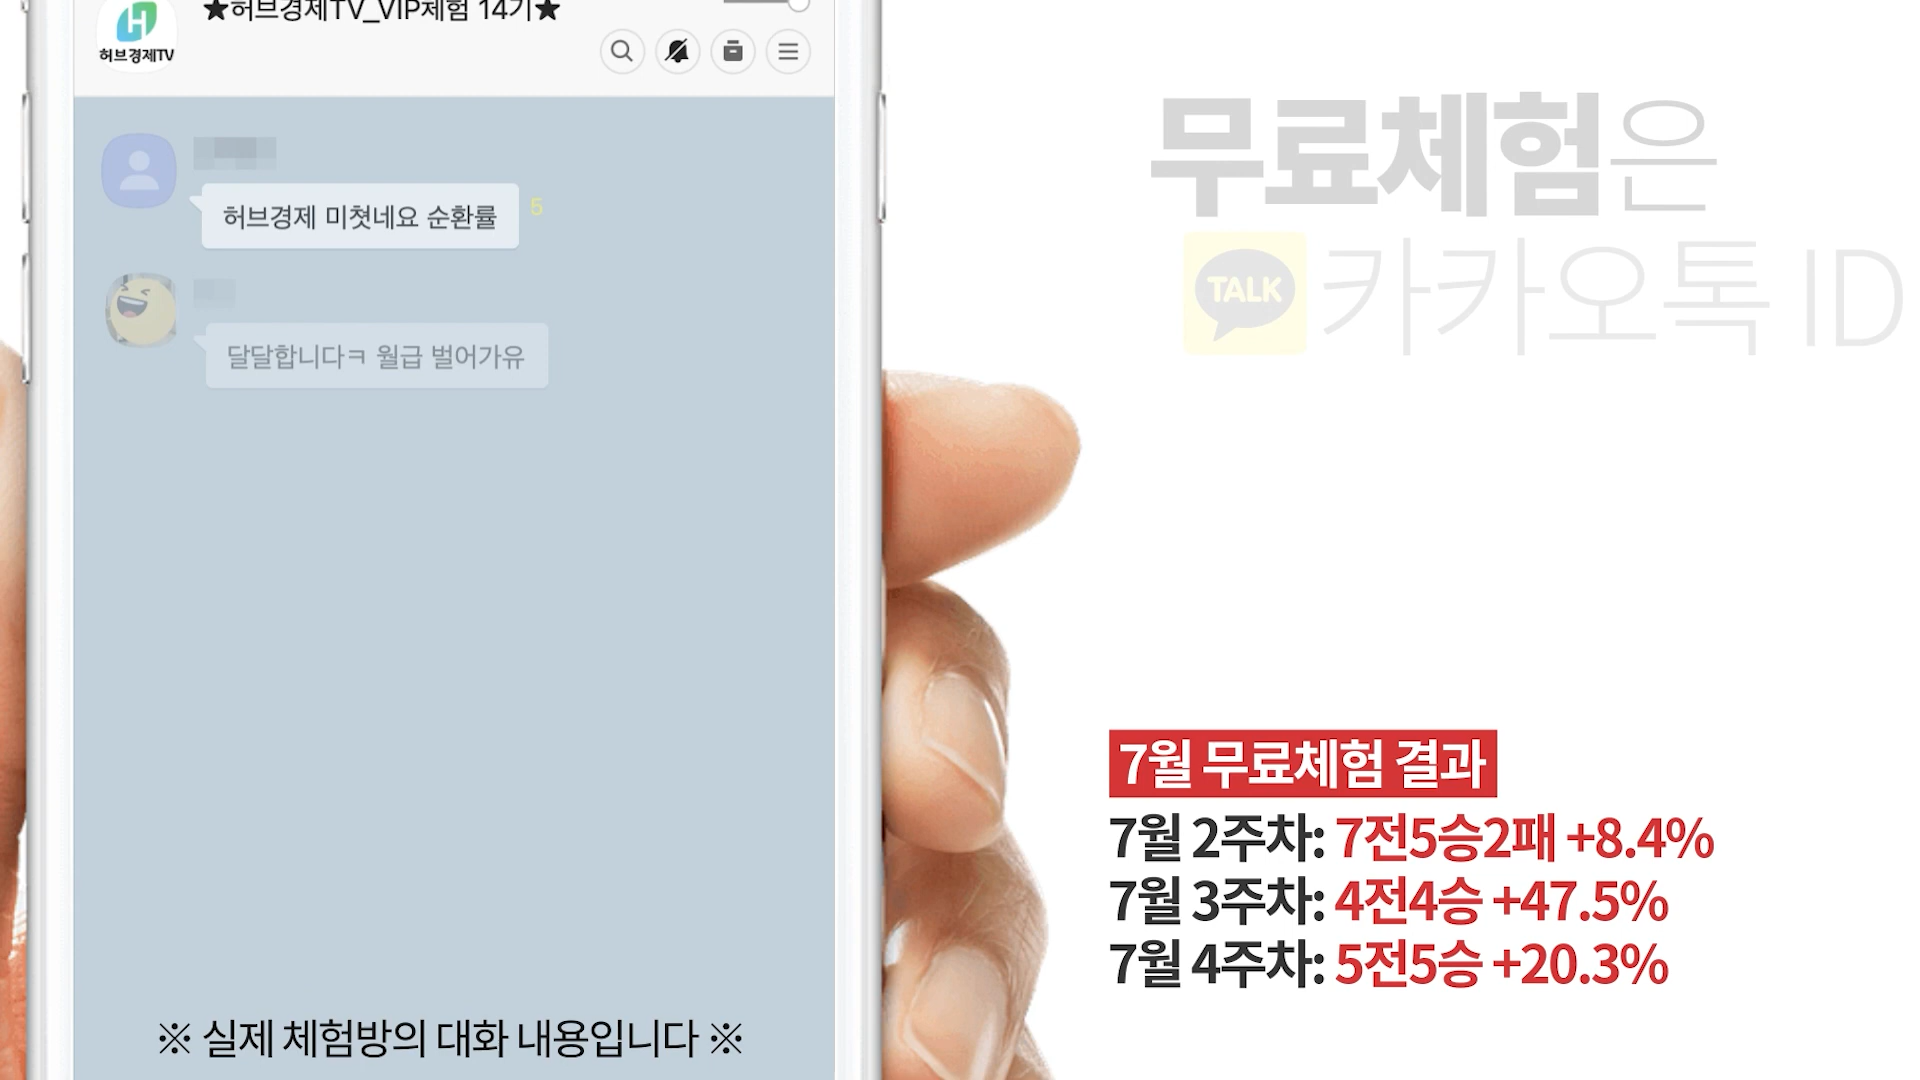 ★허브경제TV_VIP체험 14기★
허브경제TV
허브경제 미쳣네요 순환률
5
달달합니다ㅋ 월급 벌어가유
※ 실제 체험방의 대화 내용입니다 ※
무료체험은
TALK
카카오톡 ID
7월 무료체험 결과
7월 2주차: 7전5승2패 +8.4%
7월 3주차: 4전4승 +47.5%
7월 4주차: 5전5승 +20.3%